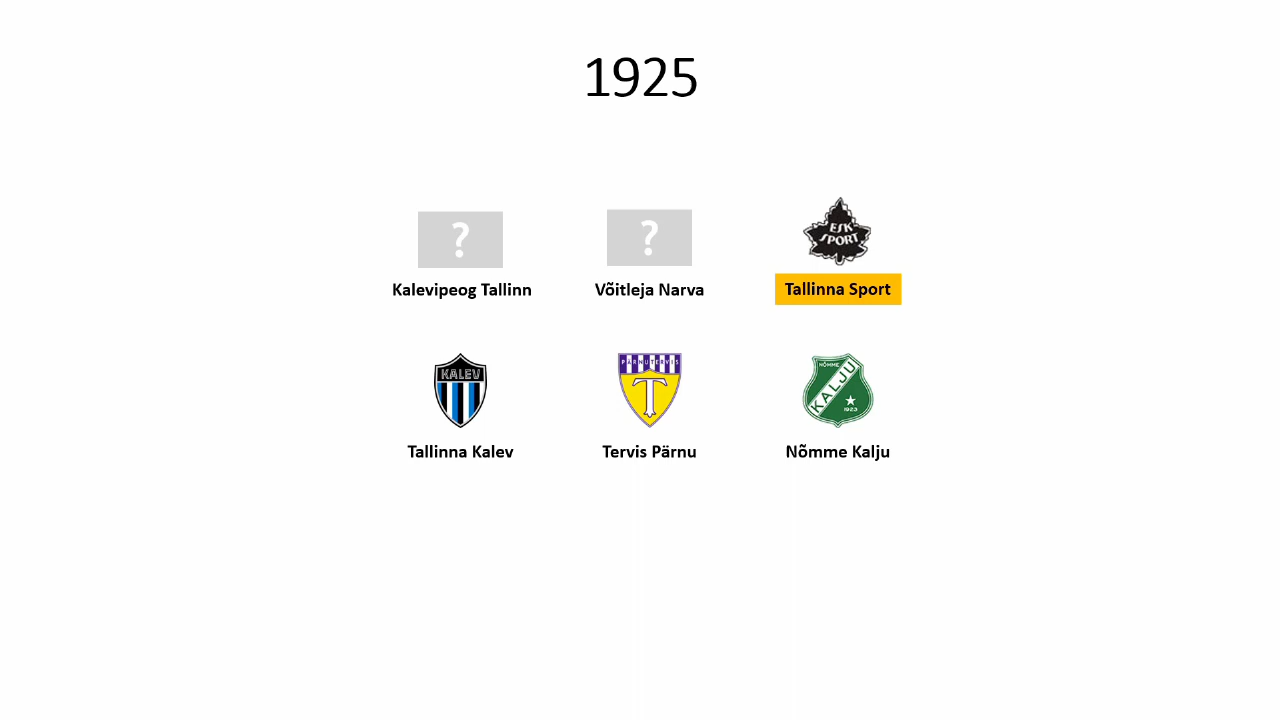 1925
?
?
ESK
SPORT
Kalevipeog Tallinn
Võitleja Narva
Tallinna Sport
KALEV
PÄRNU TERVIS
T
NÕMME
KALJU
1923
Tallinna Kalev
Tervis Pärnu
Nõmme Kalju